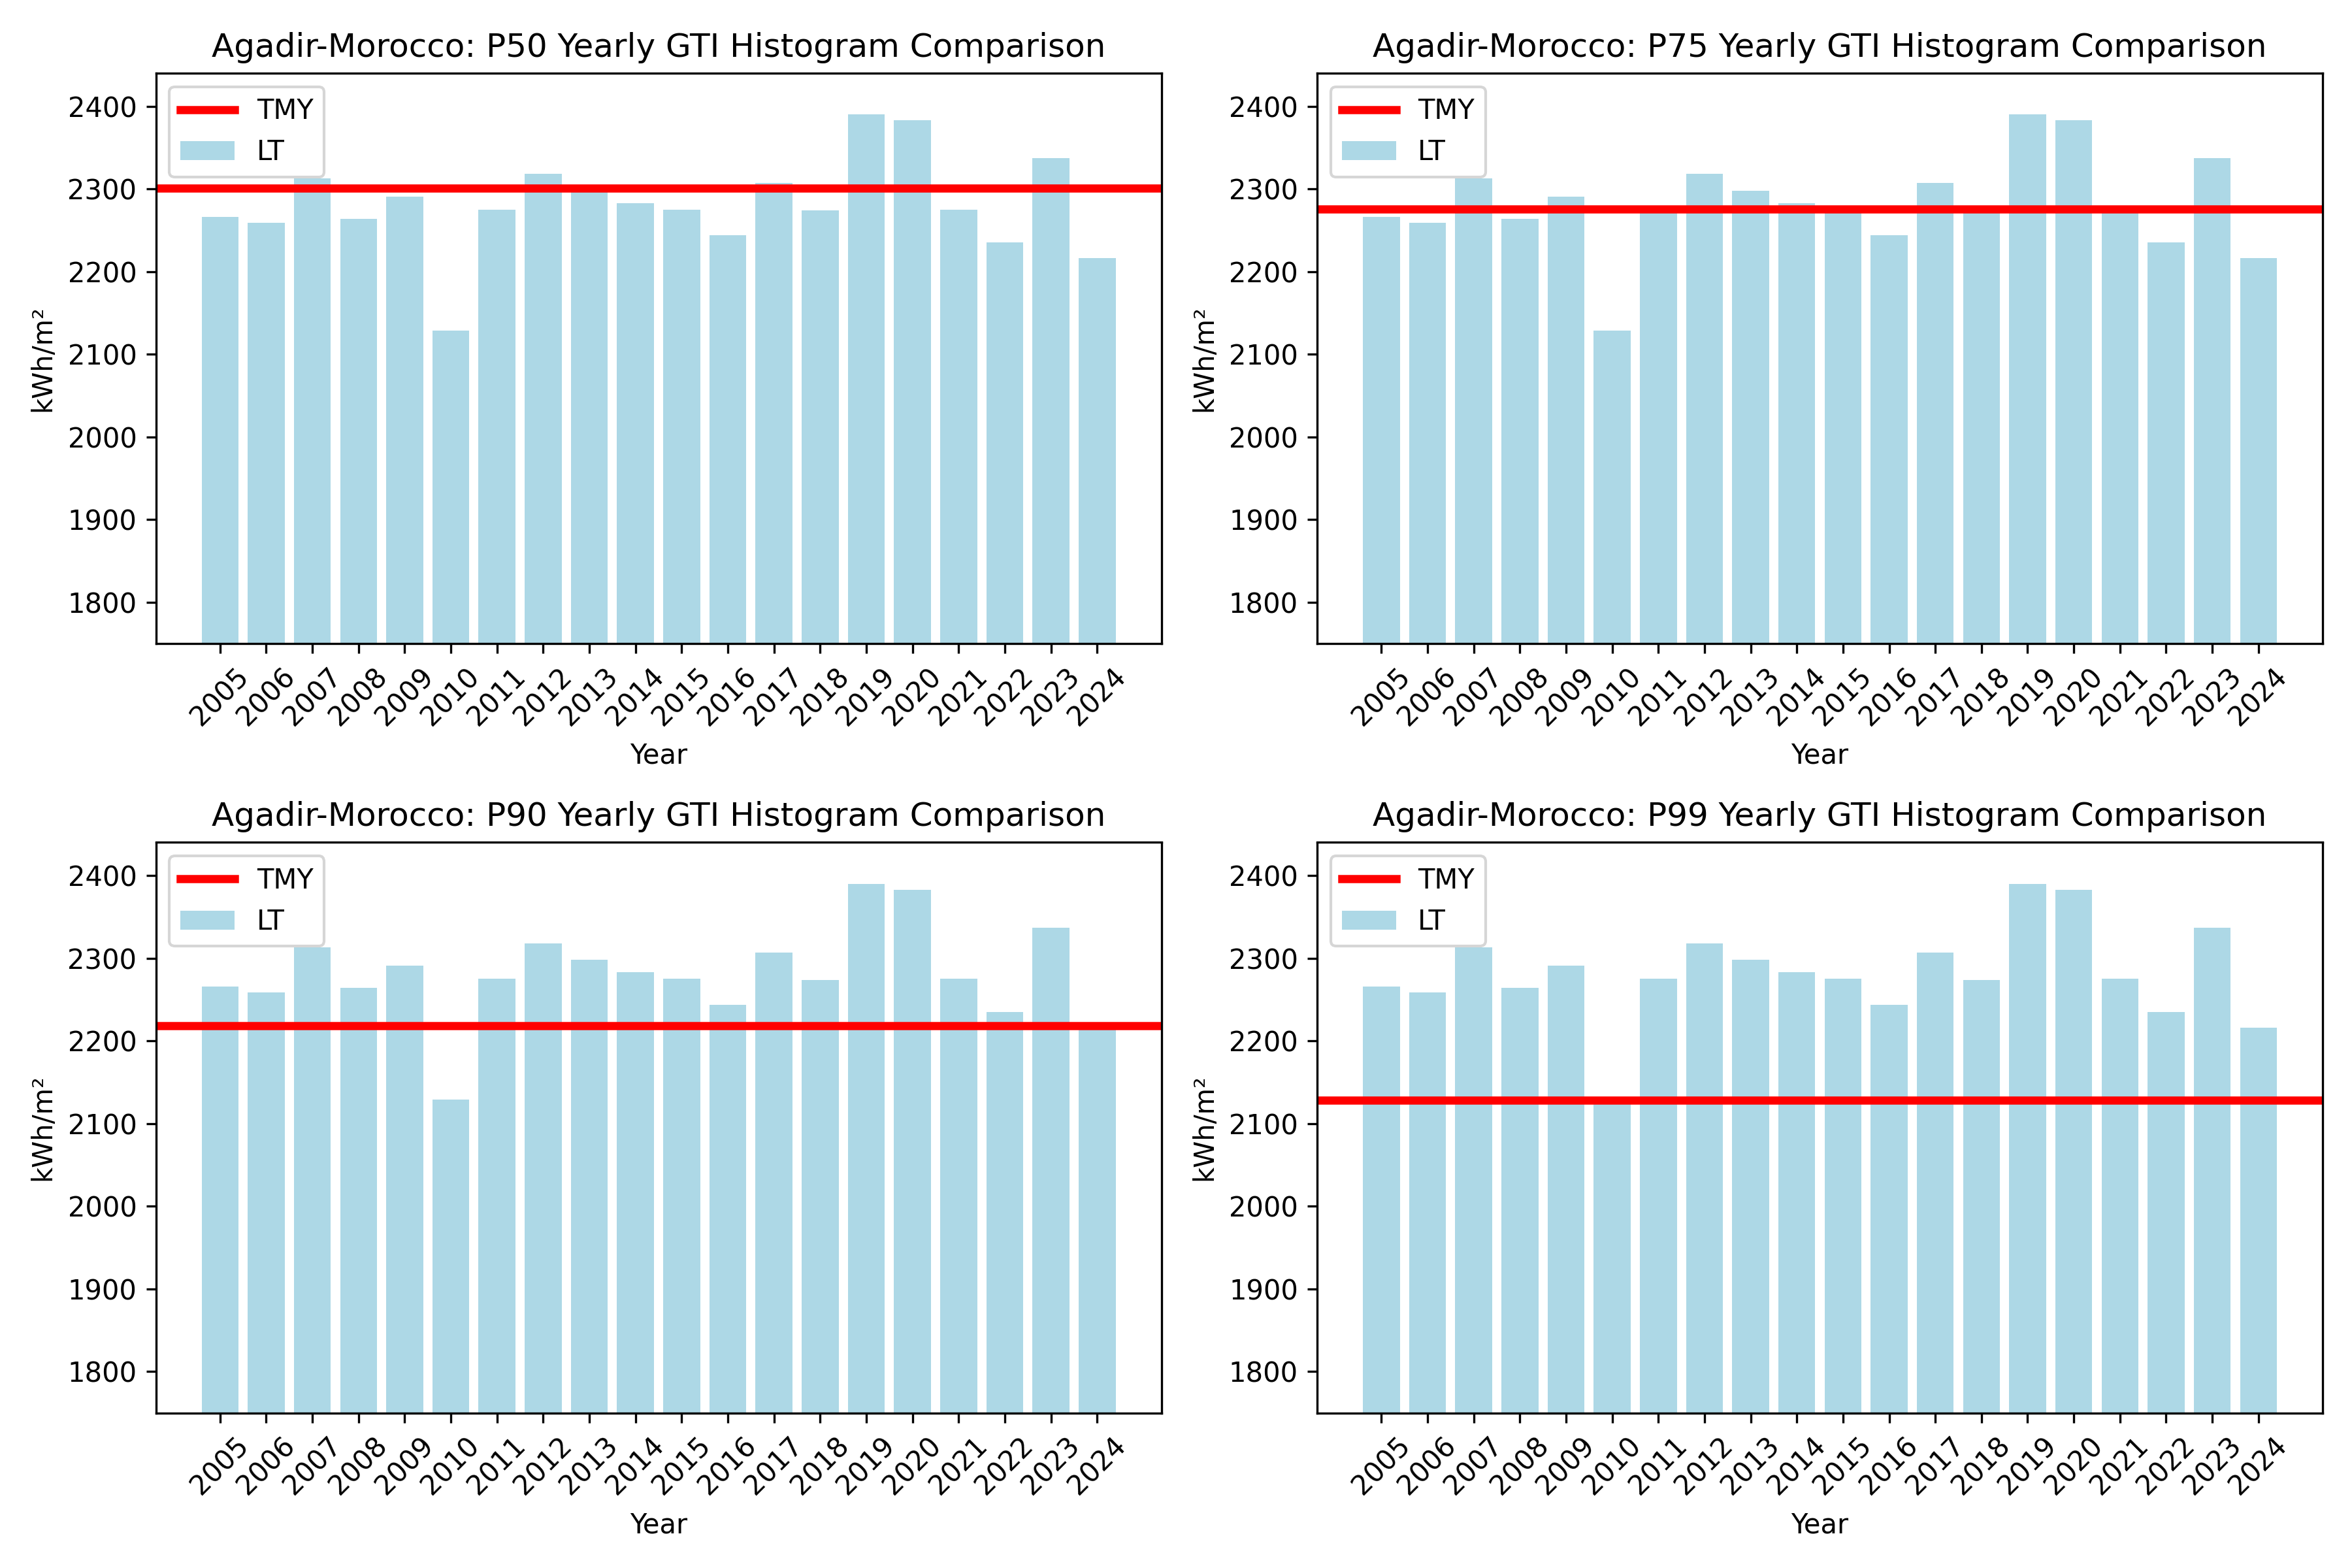 Agadir-Morocco: P50 Yearly GTI Histogram Comparison
TMY
LT
2400
2300
2200
2100
2000
1900
1800
kWh/m²
2005 2006 2007 2008 2009 2010 2011 2012 2013 2014 2015 2016 2017 2018 2019 2020 2021 2022 2023 2024
Year
Agadir-Morocco: P75 Yearly GTI Histogram Comparison
TMY
LT
2400
2300
2200
2100
2000
1900
1800
kWh/m²
2005 2006 2007 2008 2009 2010 2011 2012 2013 2014 2015 2016 2017 2018 2019 2020 2021 2022 2023 2024
Year
Agadir-Morocco: P90 Yearly GTI Histogram Comparison
TMY
LT
2400
2300
2200
2100
2000
1900
1800
kWh/m²
2005 2006 2007 2008 2009 2010 2011 2012 2013 2014 2015 2016 2017 2018 2019 2020 2021 2022 2023 2024
Year
Agadir-Morocco: P99 Yearly GTI Histogram Comparison
TMY
LT
2400
2300
2200
2100
2000
1900
1800
kWh/m²
2005 2006 2007 2008 2009 2010 2011 2012 2013 2014 2015 2016 2017 2018 2019 2020 2021 2022 2023 2024
Year